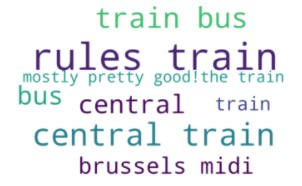 train bus
rules train
mostly pretty good!the train
bus central train
central train
brussels midi